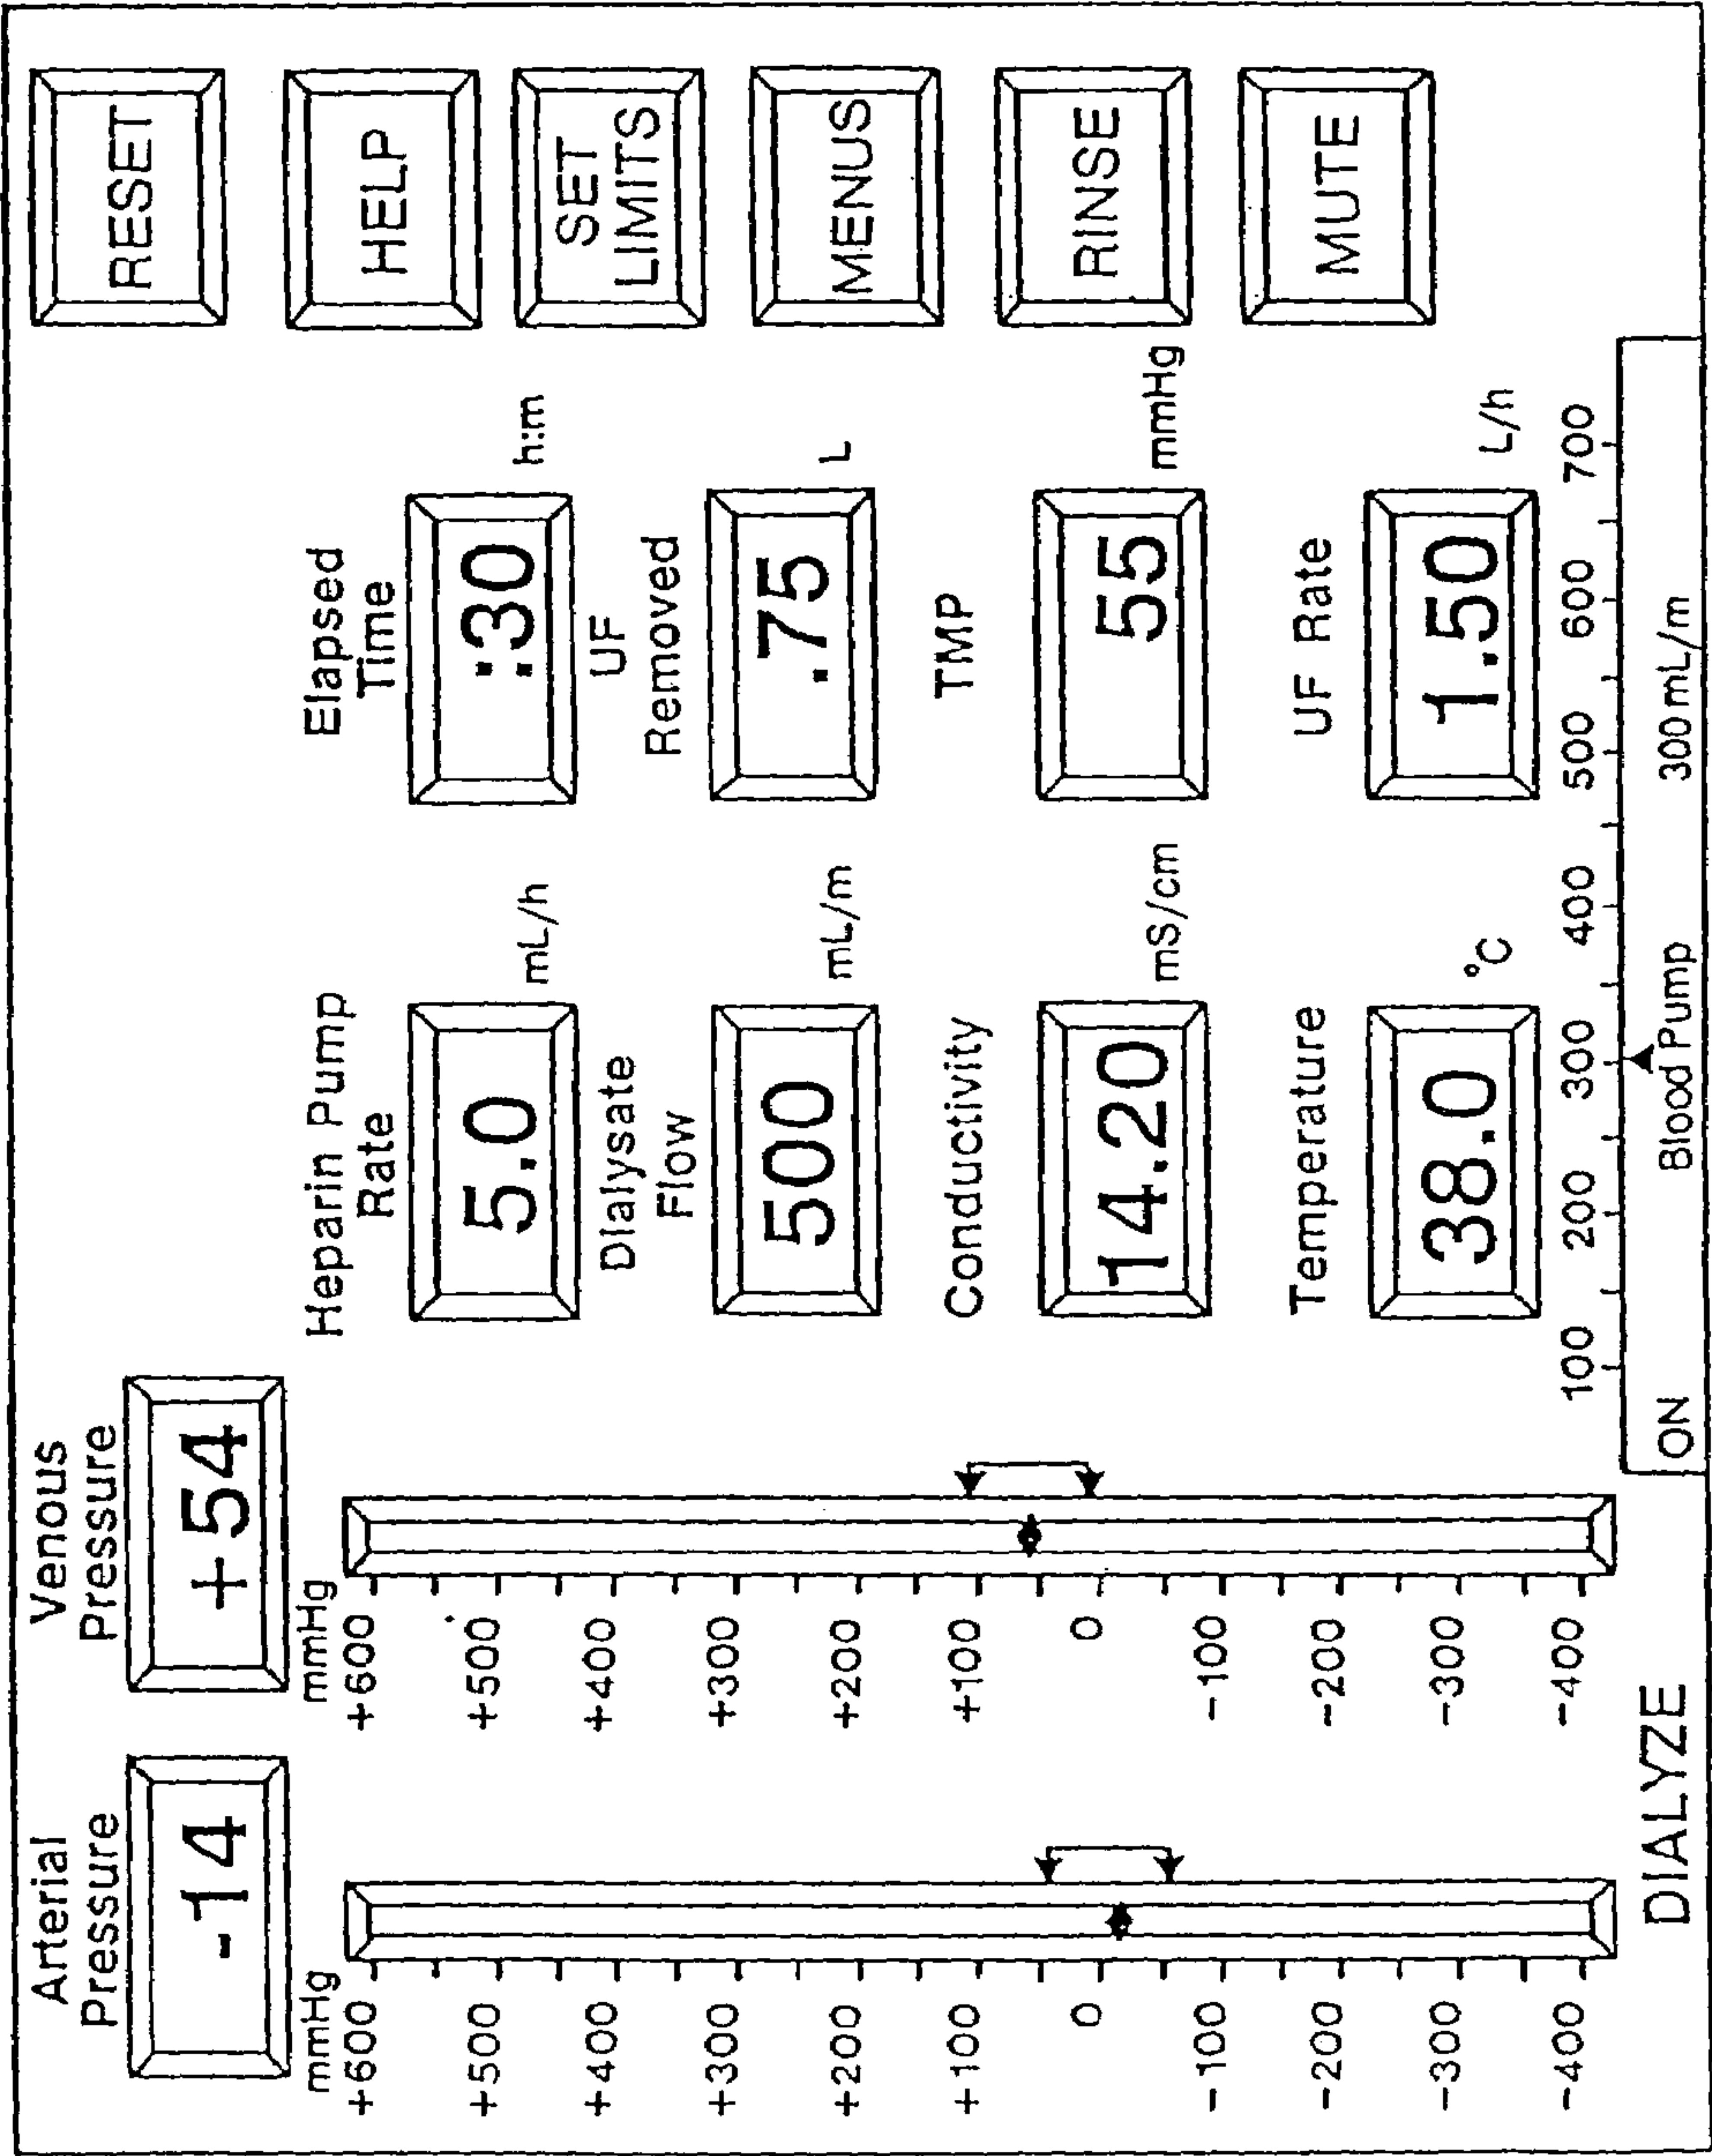 Arterial
Pressure
-14
mmHg
+600
+500
+400
+300
+200
+100
0
-100
-200
-300
-400
Venous
Pressure
+54
mmHg
+600
+500
+400
+300
+200
+100
0
-100
-200
-300
-400
Heparin Pump
Rate
5.0
mL/h
Dialysate
Flow
500
mL/m
Conductivity
14.20
mS/cm
Temperature
38.0
°C
Elapsed
Time
:30
h:m
UF
Removed
.75
L
TMP
55
mmHg
UF Rate
1.50
L/h
RESET
HELP
SET
LIMITS
MENUS
RINSE
MUTE
100 200 300 400 500 600 700
DIALYZE
ON Blood Pump 300 mL/m